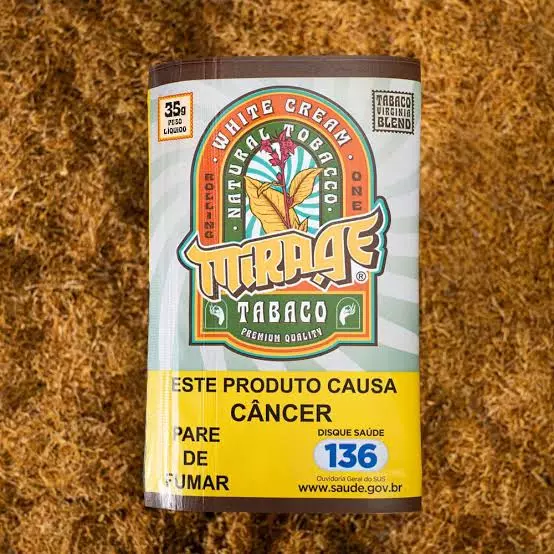 35g
PESO
LÍQUIDO
TABACO
VIRGINIA
BLEND
WHITE CREAM
NATURAL TOBACCO
ROLLING
ONE
MIRAGE®
TABACO
PREMIUM QUALITY
ESTE PRODUTO CAUSA
CÂNCER
PARE
DE
FUMAR
DISQUE SAÚDE
136
Ouvidoria Geral do SUS
www.saude.gov.br